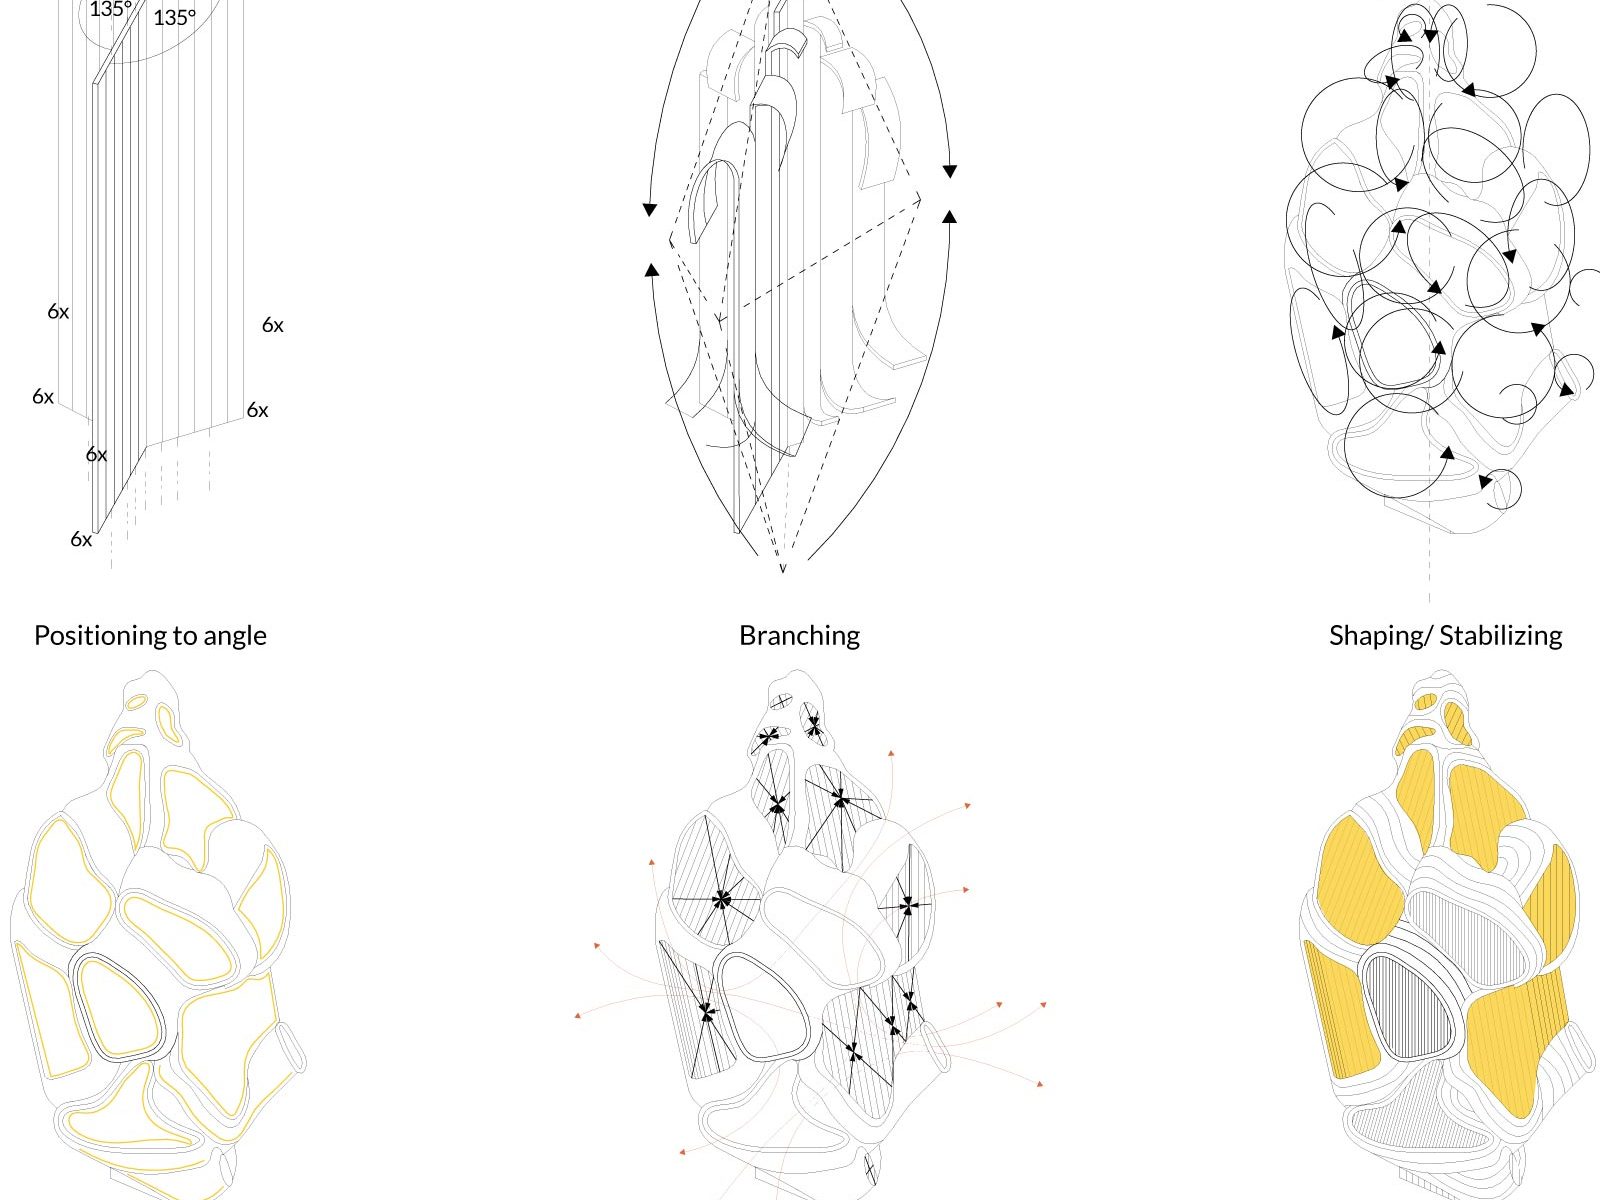 135°
135°
6x
6x
6x
6x
6x
6x
Positioning to angle
Branching
Shaping/ Stabilizing